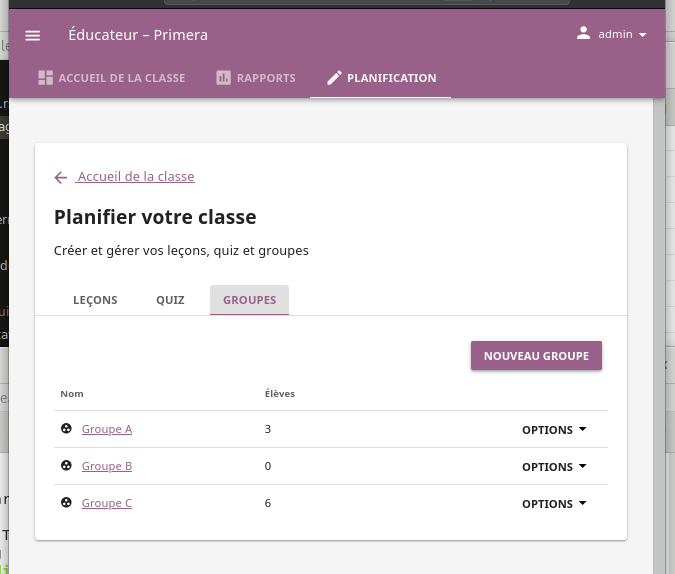 Éducateur – Primera
admin
ACCUEIL DE LA CLASSE RAPPORTS PLANIFICATION
Accueil de la classe
Planifier votre classe
Créer et gérer vos leçons, quiz et groupes
LEÇONS QUIZ GROUPES
NOUVEAU GROUPE
Nom Élèves
Groupe A 3 OPTIONS
Groupe B 0 OPTIONS
Groupe C 6 OPTIONS